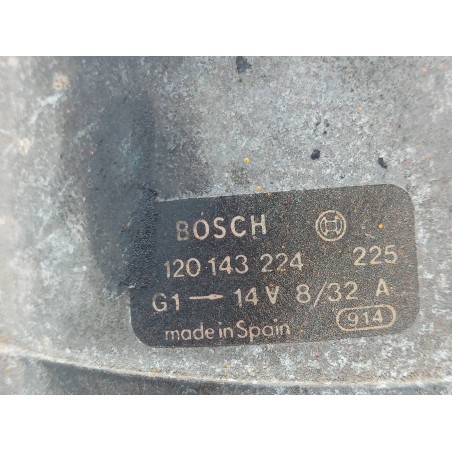 BOSCH
120 143 224 225
G1 → 14 V 8/32 A
made in Spain 914